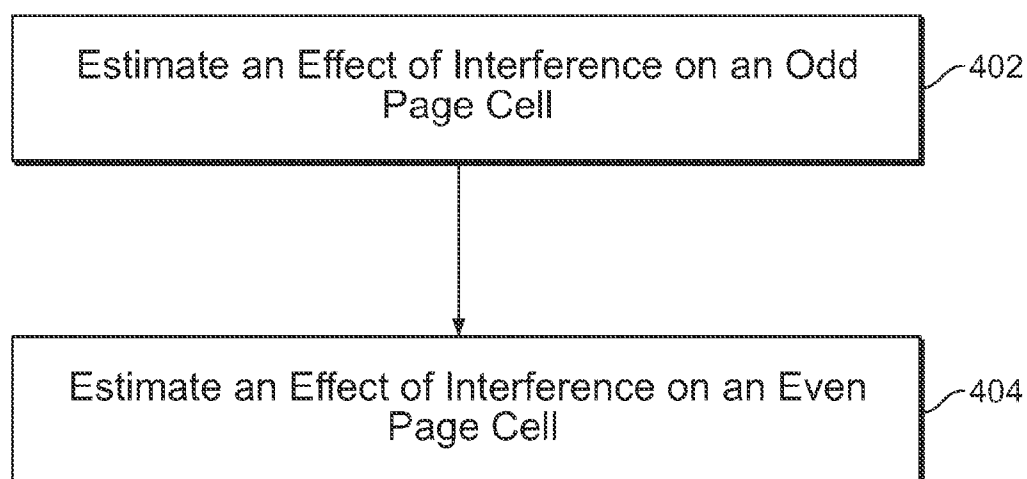 Estimate an Effect of Interference on an Odd
Page Cell
402
Estimate an Effect of Interference on an Even
Page Cell
404